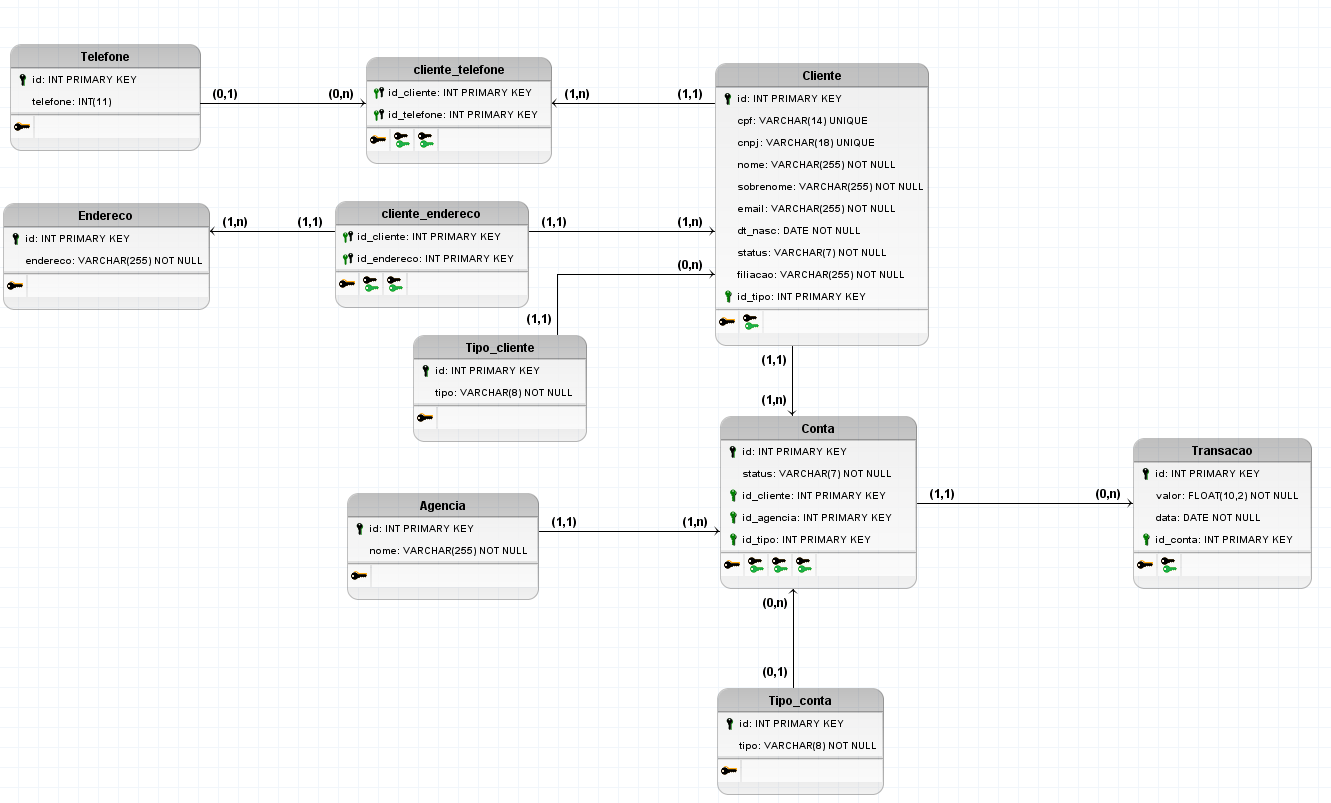 Telefone
id: INT PRIMARY KEY
telefone: INT(11)
(0,1)
(0,n)
cliente_telefone
id_cliente: INT PRIMARY KEY
id_telefone: INT PRIMARY KEY
(1,n)
(1,1)
Cliente
id: INT PRIMARY KEY
cpf: VARCHAR(14) UNIQUE
cnpj: VARCHAR(18) UNIQUE
nome: VARCHAR(255) NOT NULL
sobrenome: VARCHAR(255) NOT NULL
email: VARCHAR(255) NOT NULL
dt_nasc: DATE NOT NULL
status: VARCHAR(7) NOT NULL
filiacao: VARCHAR(255) NOT NULL
id_tipo: INT PRIMARY KEY
Endereco
id: INT PRIMARY KEY
endereco: VARCHAR(255) NOT NULL
(1,n)
(1,1)
cliente_endereco
id_cliente: INT PRIMARY KEY
id_endereco: INT PRIMARY KEY
(1,1)
(1,n)
(0,n)
(1,1)
Tipo_cliente
id: INT PRIMARY KEY
tipo: VARCHAR(8) NOT NULL
(1,1)
(1,n)
Conta
id: INT PRIMARY KEY
status: VARCHAR(7) NOT NULL
id_cliente: INT PRIMARY KEY
id_agencia: INT PRIMARY KEY
id_tipo: INT PRIMARY KEY
Agencia
id: INT PRIMARY KEY
nome: VARCHAR(255) NOT NULL
(1,1)
(1,n)
(1,1)
(0,n)
Transacao
id: INT PRIMARY KEY
valor: FLOAT(10,2) NOT NULL
data: DATE NOT NULL
id_conta: INT PRIMARY KEY
(0,n)
(0,1)
Tipo_conta
id: INT PRIMARY KEY
tipo: VARCHAR(8) NOT NULL